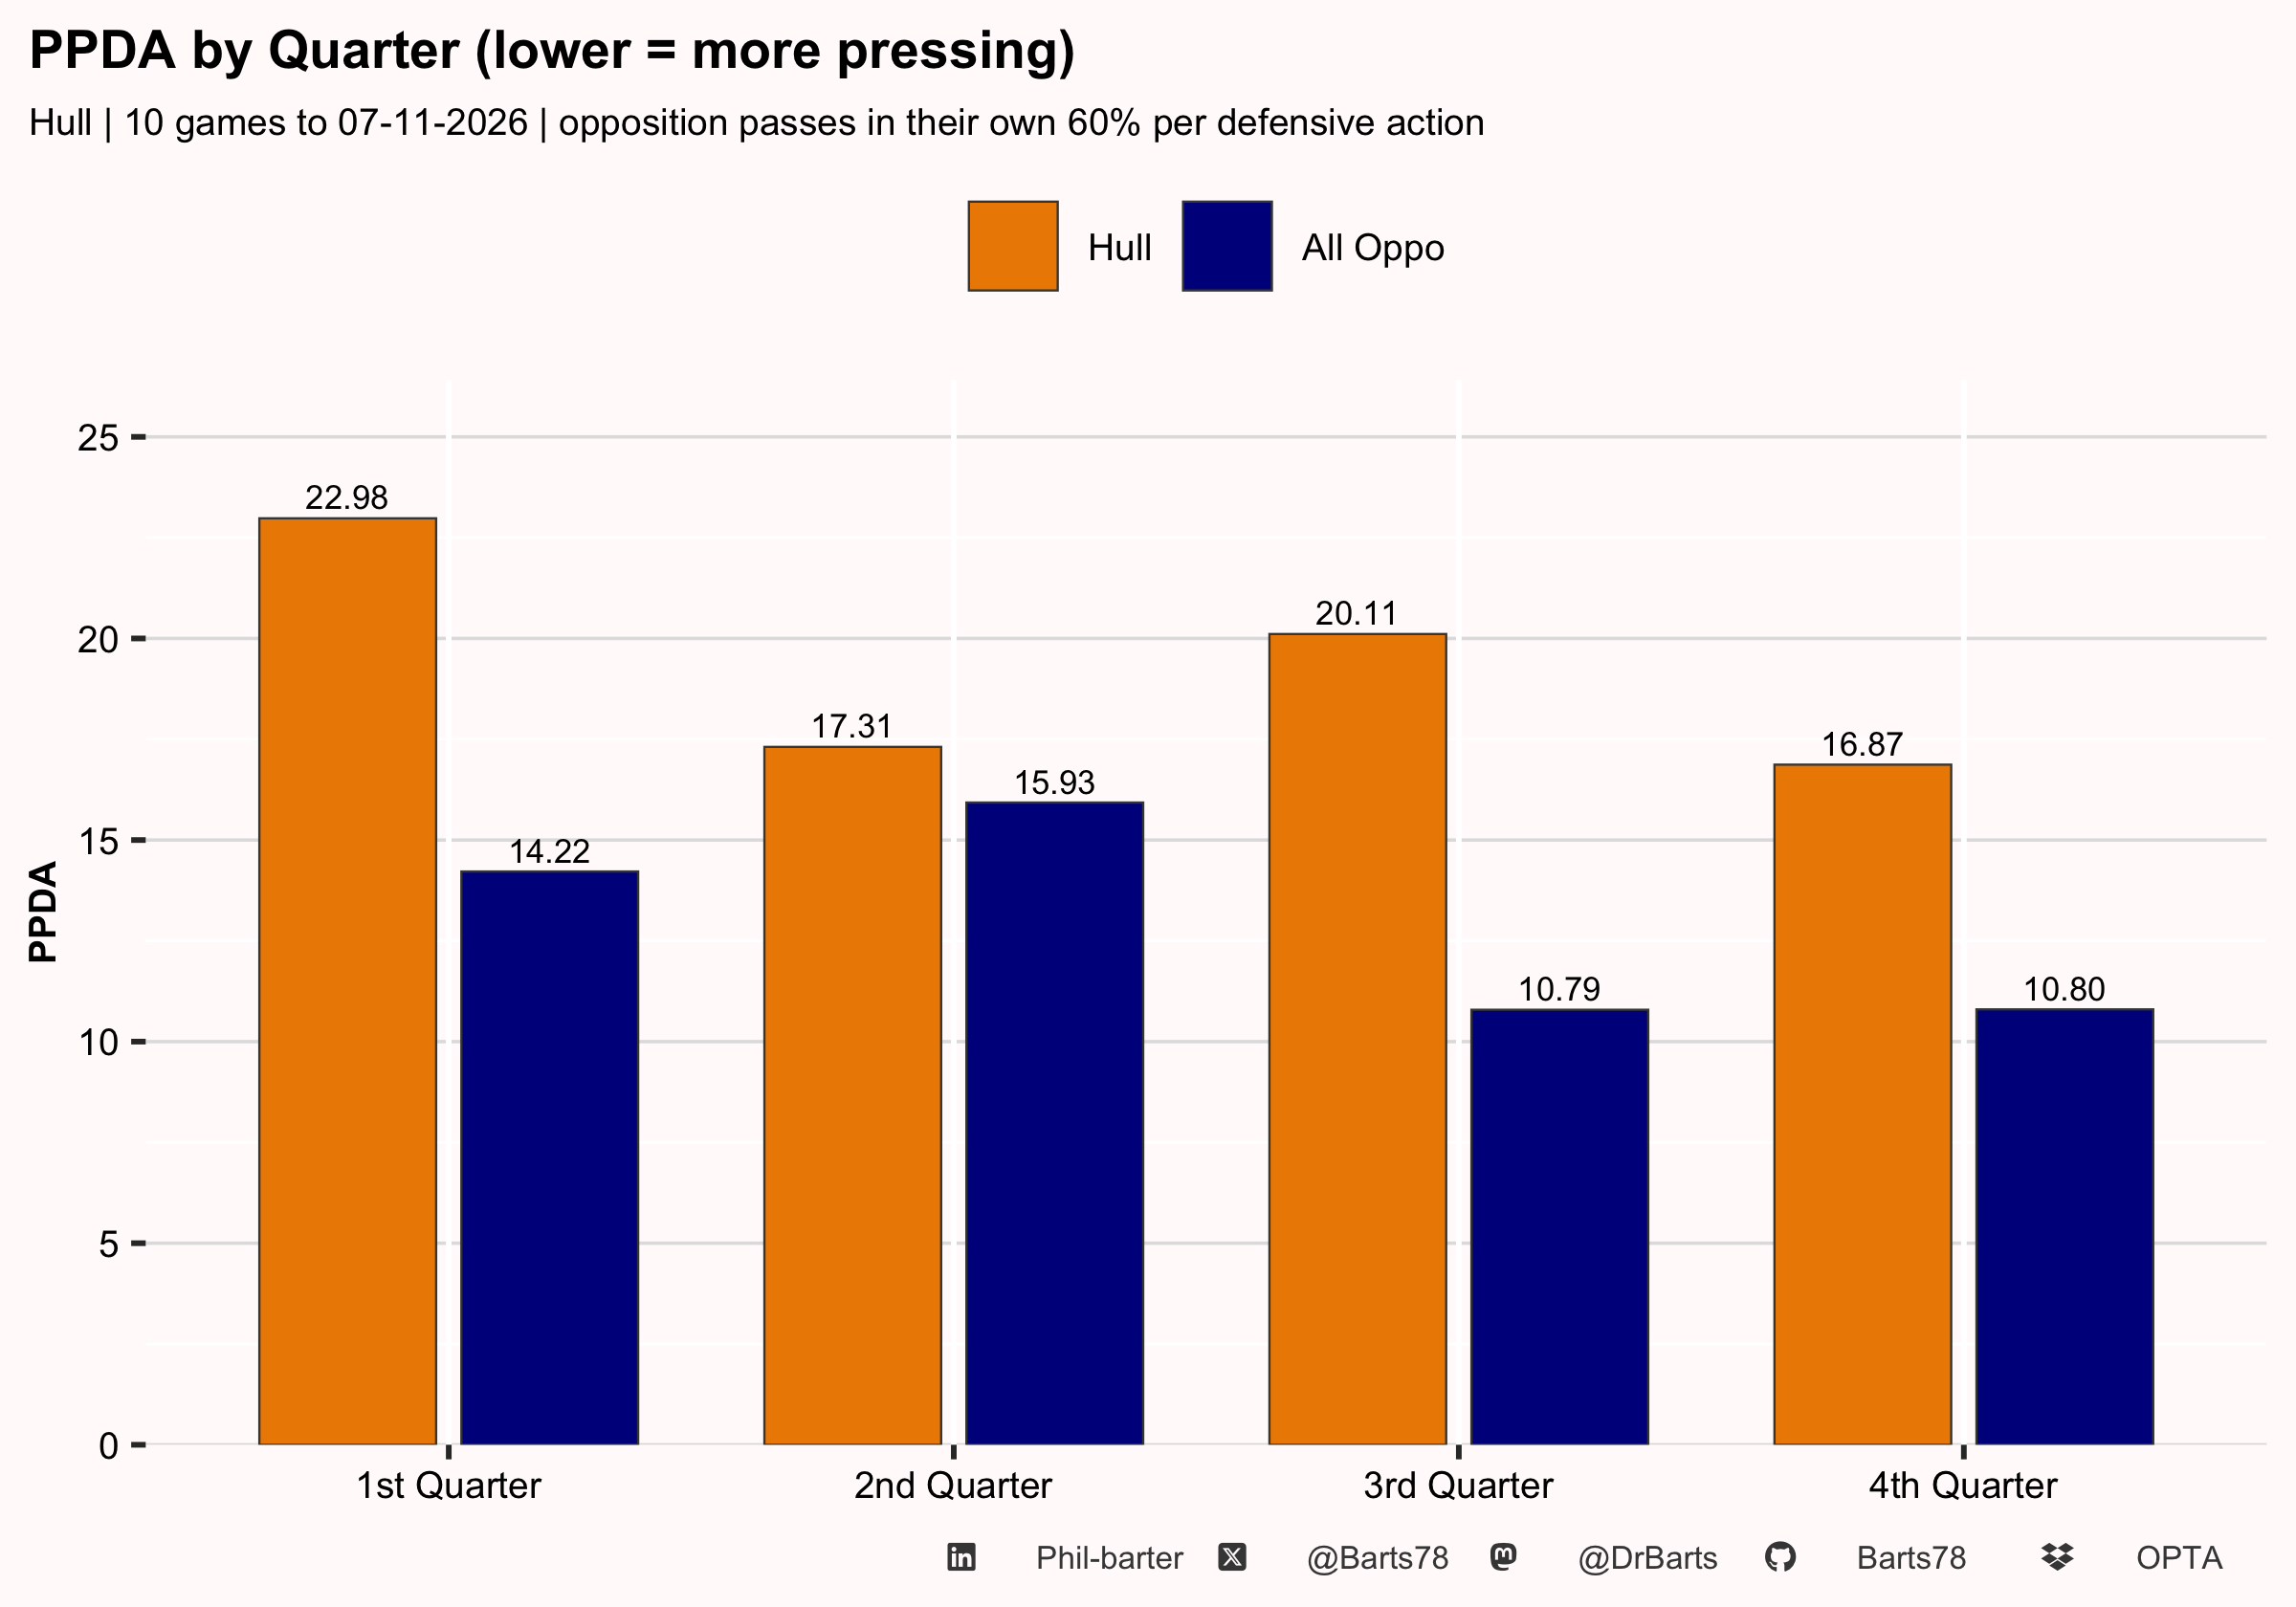 PPDA by Quarter (lower = more pressing)
Hull | 10 games to 07-11-2026 | opposition passes in their own 60% per defensive action
Hull
All Oppo
PPDA
25
20
15
10
5
0
22.98
14.22
17.31
15.93
20.11
10.79
16.87
10.80
1st Quarter
2nd Quarter
3rd Quarter
4th Quarter
Phil-barter @Barts78 @DrBarts Barts78 OPTA